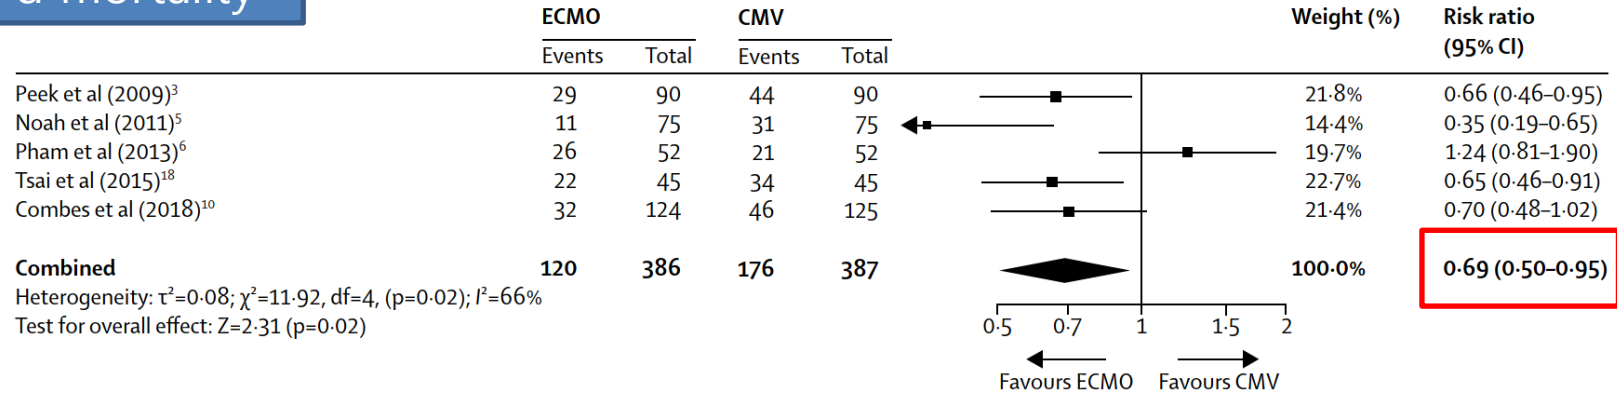 ECMO CMV Weight (%) Risk ratio
(95% CI)
Events Total Events Total
Peek et al (2009)³ 29 90 44 90 21·8% 0·66 (0·46–0·95)
Noah et al (2011)⁵ 11 75 31 75 14·4% 0·35 (0·19–0·65)
Pham et al (2013)⁶ 26 52 21 52 19·7% 1·24 (0·81–1·90)
Tsai et al (2015)¹⁸ 22 45 34 45 22·7% 0·65 (0·46–0·91)
Combes et al (2018)¹⁰ 32 124 46 125 21·4% 0·70 (0·48–1·02)
Combined 120 386 176 387 100·0% 0·69 (0·50–0·95)
Heterogeneity: τ²=0·08; χ²=11·92, df=4, (p=0·02); I²=66%
Test for overall effect: Z=2·31 (p=0·02)
0·5 0·7 1 1·5 2
Favours ECMO Favours CMV